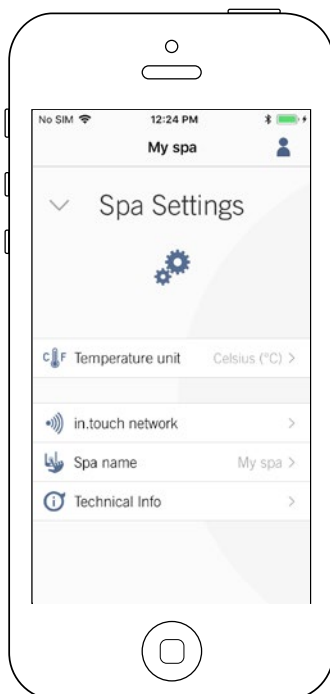 No SIM 12:24 PM
My spa
Spa Settings
C F Temperature unit Celsius (°C) >
in.touch network >
Spa name My spa >
i Technical Info >